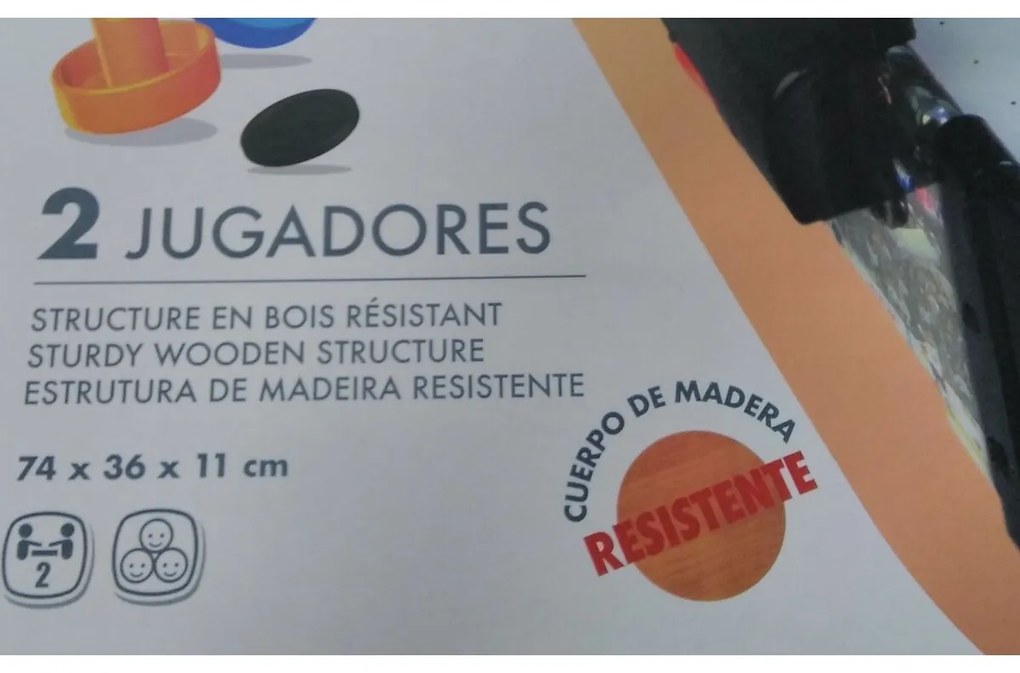 2 JUGADORES
STRUCTURE EN BOIS RÉSISTANT
STURDY WOODEN STRUCTURE
ESTRUTURA DE MADEIRA RESISTENTE
74 x 36 x 11 cm
2
CUERPO DE MADERA
RESISTENTE